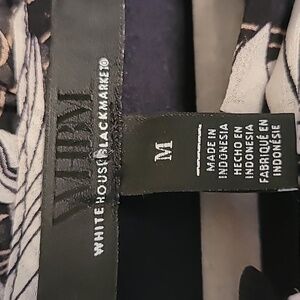 WHBM
WHITE HOUSE BLACK MARKET®
M
MADE IN
INDONESIA
HECHO EN
INDONESIA
FABRIQUÉ EN
INDONÉSIE